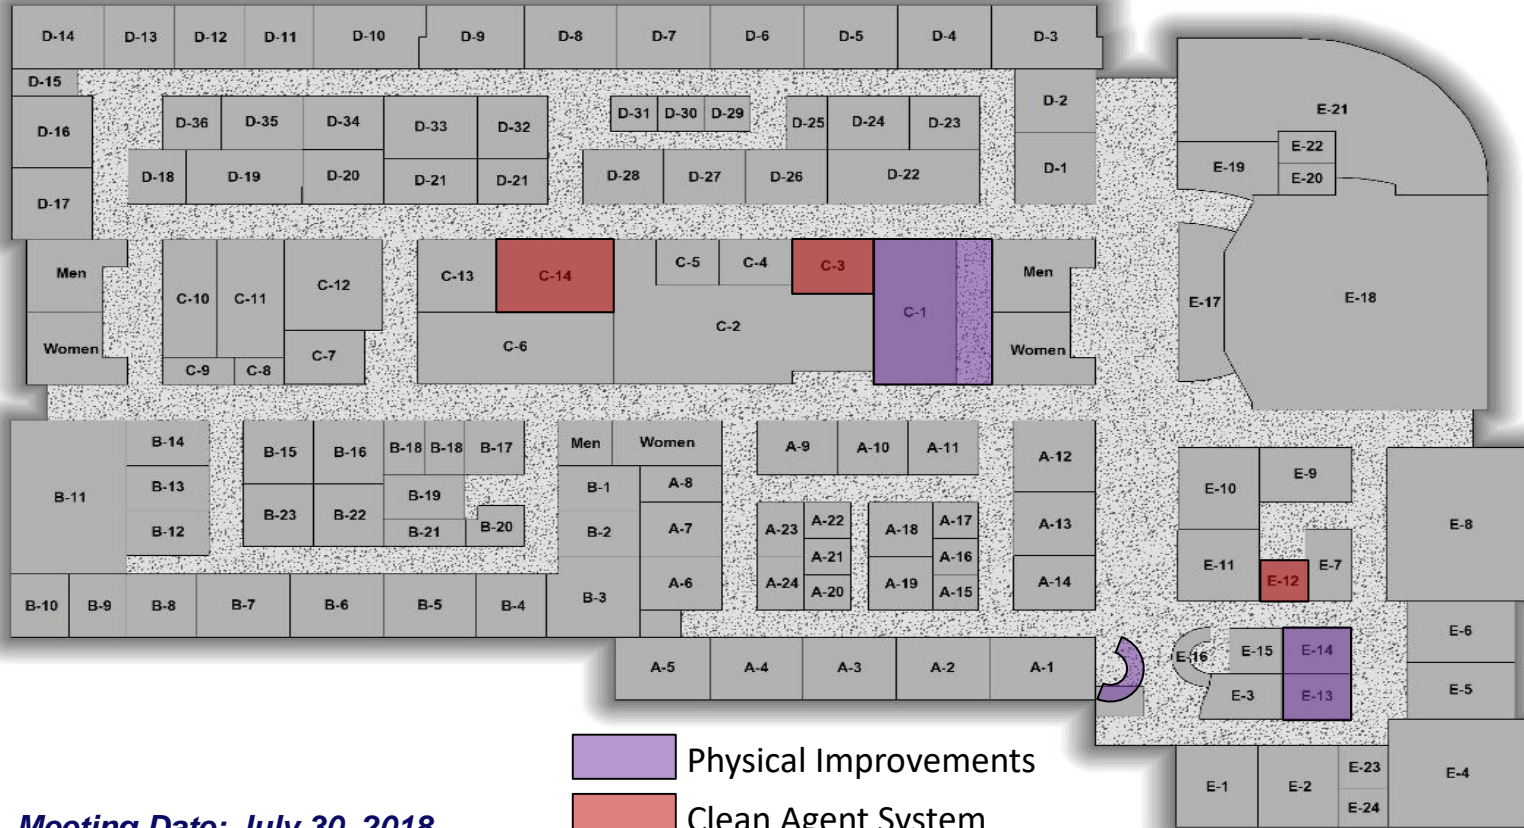 D-14 D-13 D-12 D-11 D-10 D-9 D-8 D-7 D-6 D-5 D-4 D-3
D-15
D-2
E-21
D-16 D-36 D-35 D-34 D-33 D-32 D-31 D-30 D-29 D-25 D-24 D-23
E-22
E-19
E-20
D-18 D-19 D-20 D-21 D-21 D-28 D-27 D-26 D-22 D-1
D-17
Men C-13 C-14 C-5 C-4 C-3 Men
C-10 C-11 C-12 C-1 E-17 E-18
C-2
Women C-7 C-6 Women
C-9 C-8
B-14 B-15 B-16 B-18 B-18 B-17 Men Women A-9 A-10 A-11 A-12
E-9
B-11 B-13 B-19 B-1 A-8 E-10
B-12 B-23 B-22 B-21 B-20 B-2 A-7 A-23 A-22 A-18 A-17 A-13 E-8
A-21 A-16
E-11 E-12 E-7
A-6 A-24 A-20 A-19 A-15 A-14
B-10 B-9 B-8 B-7 B-6 B-5 B-4 B-3
E-6
E-16 E-15 E-14
A-5 A-4 A-3 A-2 A-1
E-3 E-13 E-5
Physical Improvements
E-1 E-2 E-23 E-4
E-24
Clean Agent System
Meeting Date: July 30, 2018